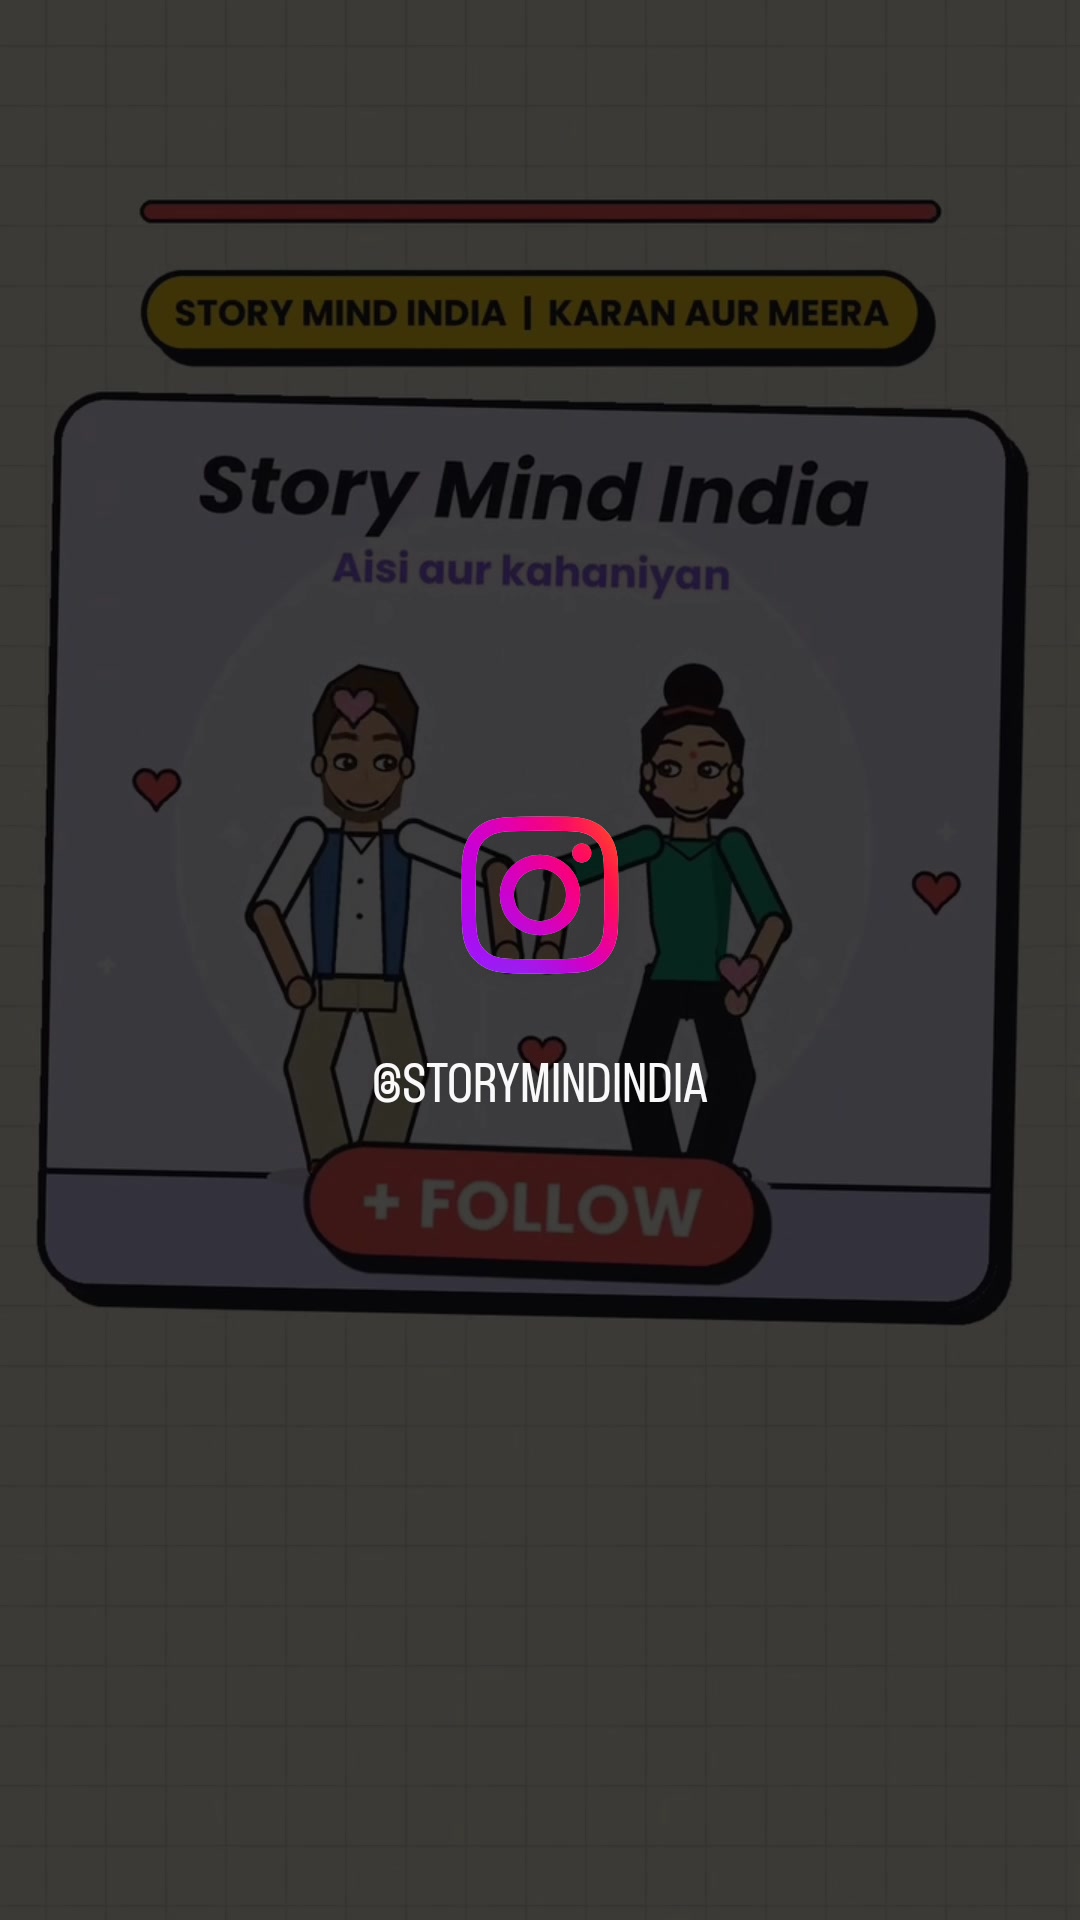 STORY MIND INDIA | KARAN AUR MEERA
Story Mind India
Aisi aur kahaniyan
@STORYMINDINDIA
+ FOLLOW